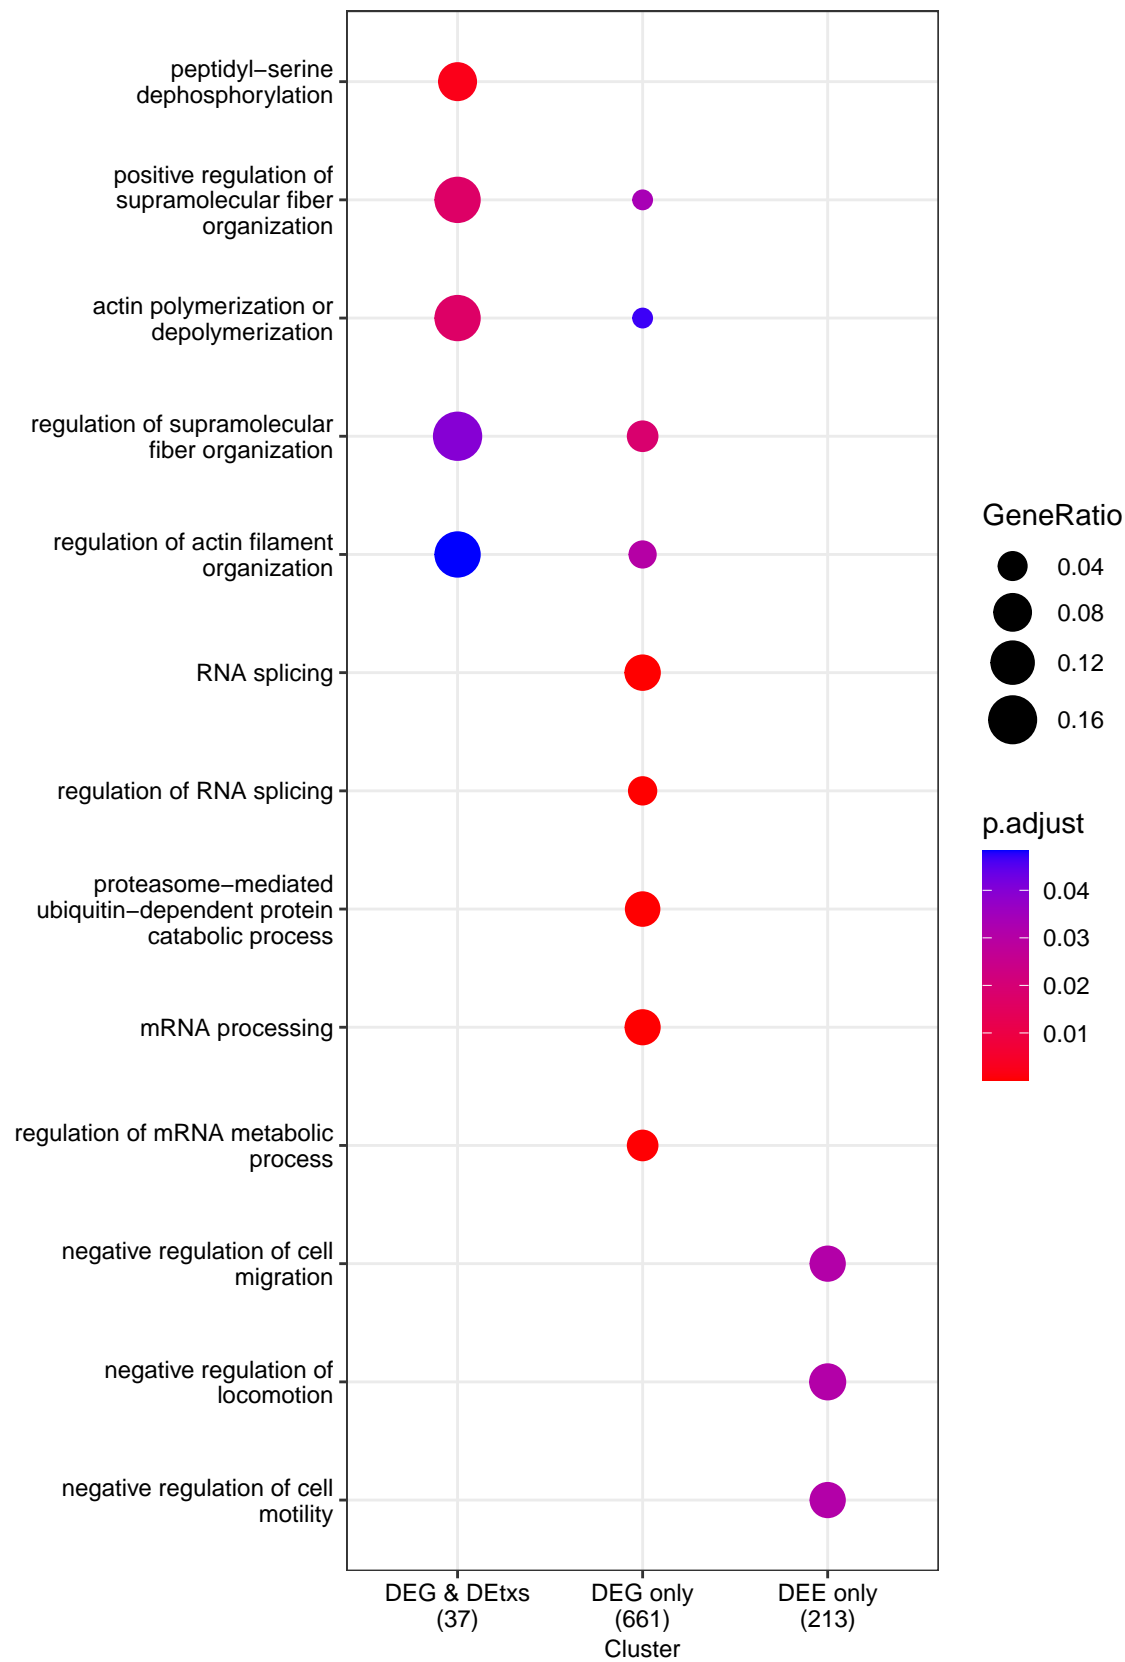 peptidyl−serine
dephosphorylation
positive regulation of
supramolecular fiber
organization
actin polymerization or
depolymerization
regulation of supramolecular
fiber organization
regulation of actin filament
organization
RNA splicing
regulation of RNA splicing
proteasome−mediated
ubiquitin−dependent protein
catabolic process
mRNA processing
regulation of mRNA metabolic
process
negative regulation of cell
migration
negative regulation of
locomotion
negative regulation of cell
motility
DEG & DEtxs
(37)
DEG only
(661)
DEE only
(213)
Cluster
GeneRatio
0.04
0.08
0.12
0.16
p.adjust
0.04
0.03
0.02
0.01